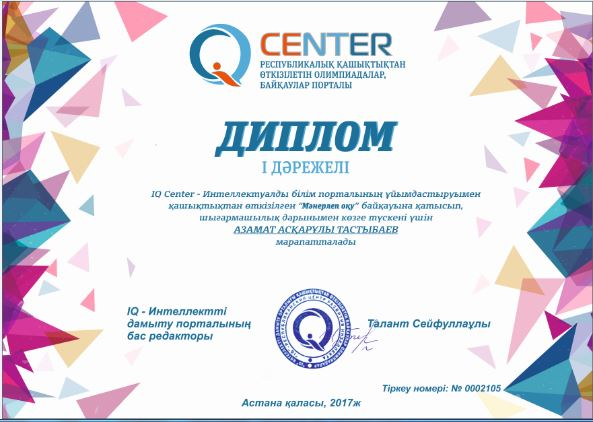 CENTER
РЕСПУБЛИКАЛЫҚ ҚАШЫҚТЫҚТАН
ӨТКІЗІЛЕТІН ОЛИМПИАДАЛАР,
БАЙҚАУЛАР ПОРТАЛЫ
ДИПЛОМ
І ДӘРЕЖЕЛІ
IQ Center - Интеллектуалды білім порталының ұйымдастыруымен
қашықтықтан өткізілген "Мәнерлеп оқу" байқауына қатысып,
шығармашылық дарынымен көзге түскені үшін
АЗАМАТ АСҚАРУЛЫ ТАСТЫБАЕВ
марапатталады
IQ - Интеллектті
дамыту порталының
бас редакторы
Талант Сейфуллаұлы
Тіркеу номері: № 0002105
Астана қаласы, 2017ж